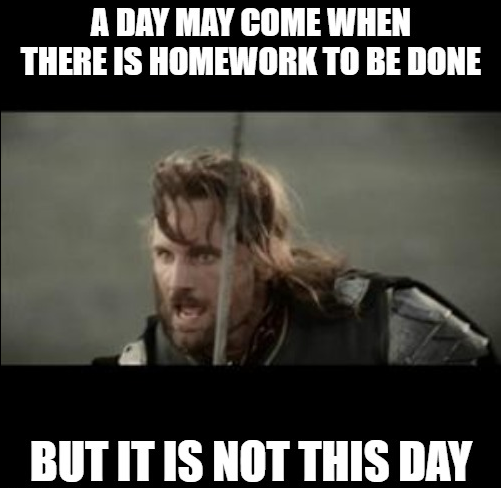 A DAY MAY COME WHEN
THERE IS HOMEWORK TO BE DONE
BUT IT IS NOT THIS DAY